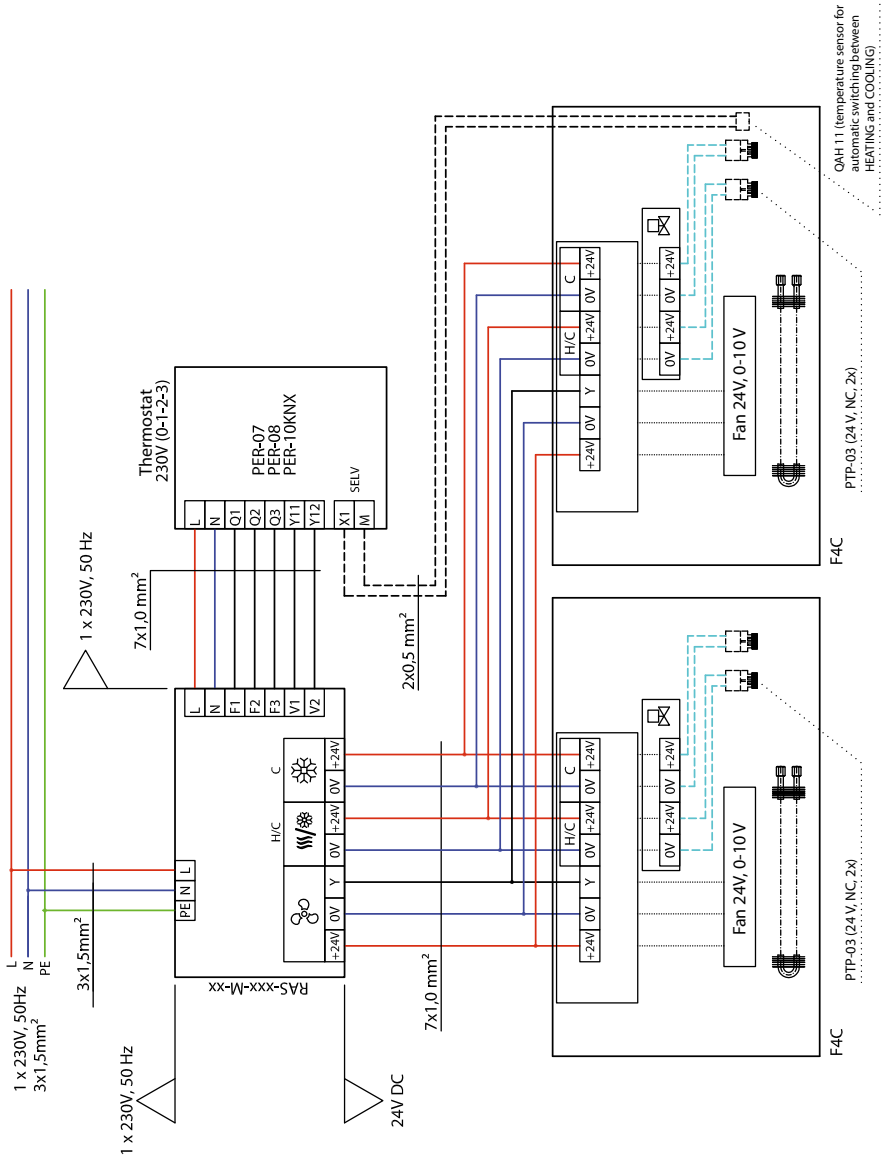 L
N
PE
1 x 230V, 50Hz
3x1,5mm²
3x1,5mm²
PE
N
L
1 x 230V, 50 Hz
24V DC
RAS-xxx-M-xx
1 x 230V, 50 Hz
L
N
F1
F2
F3
V1
V2
H/C
C
+24V
0V
Y
0V
+24V
0V
+24V
7x1,0 mm²
Thermostat
230V (0-1-2-3)
PER-07
PER-08
PER-10KNX
L
N
Q1
Q2
Q3
Y11
Y12
X1
M
SELV
2x0,5 mm²
7x1,0 mm²
H/C
C
+24V
0V
Y
0V
+24V
0V
+24V
0V
+24V
0V
+24V
Fan 24V, 0-10 V
F4C
PTP-03 (24 V, NC, 2x)
H/C
C
+24V
0V
Y
0V
+24V
0V
+24V
0V
+24V
0V
+24V
Fan 24V, 0-10 V
F4C
PTP-03 (24 V, NC, 2x)
QAH 11 (temperature sensor for
automatic switching between
HEATING and COOLING)